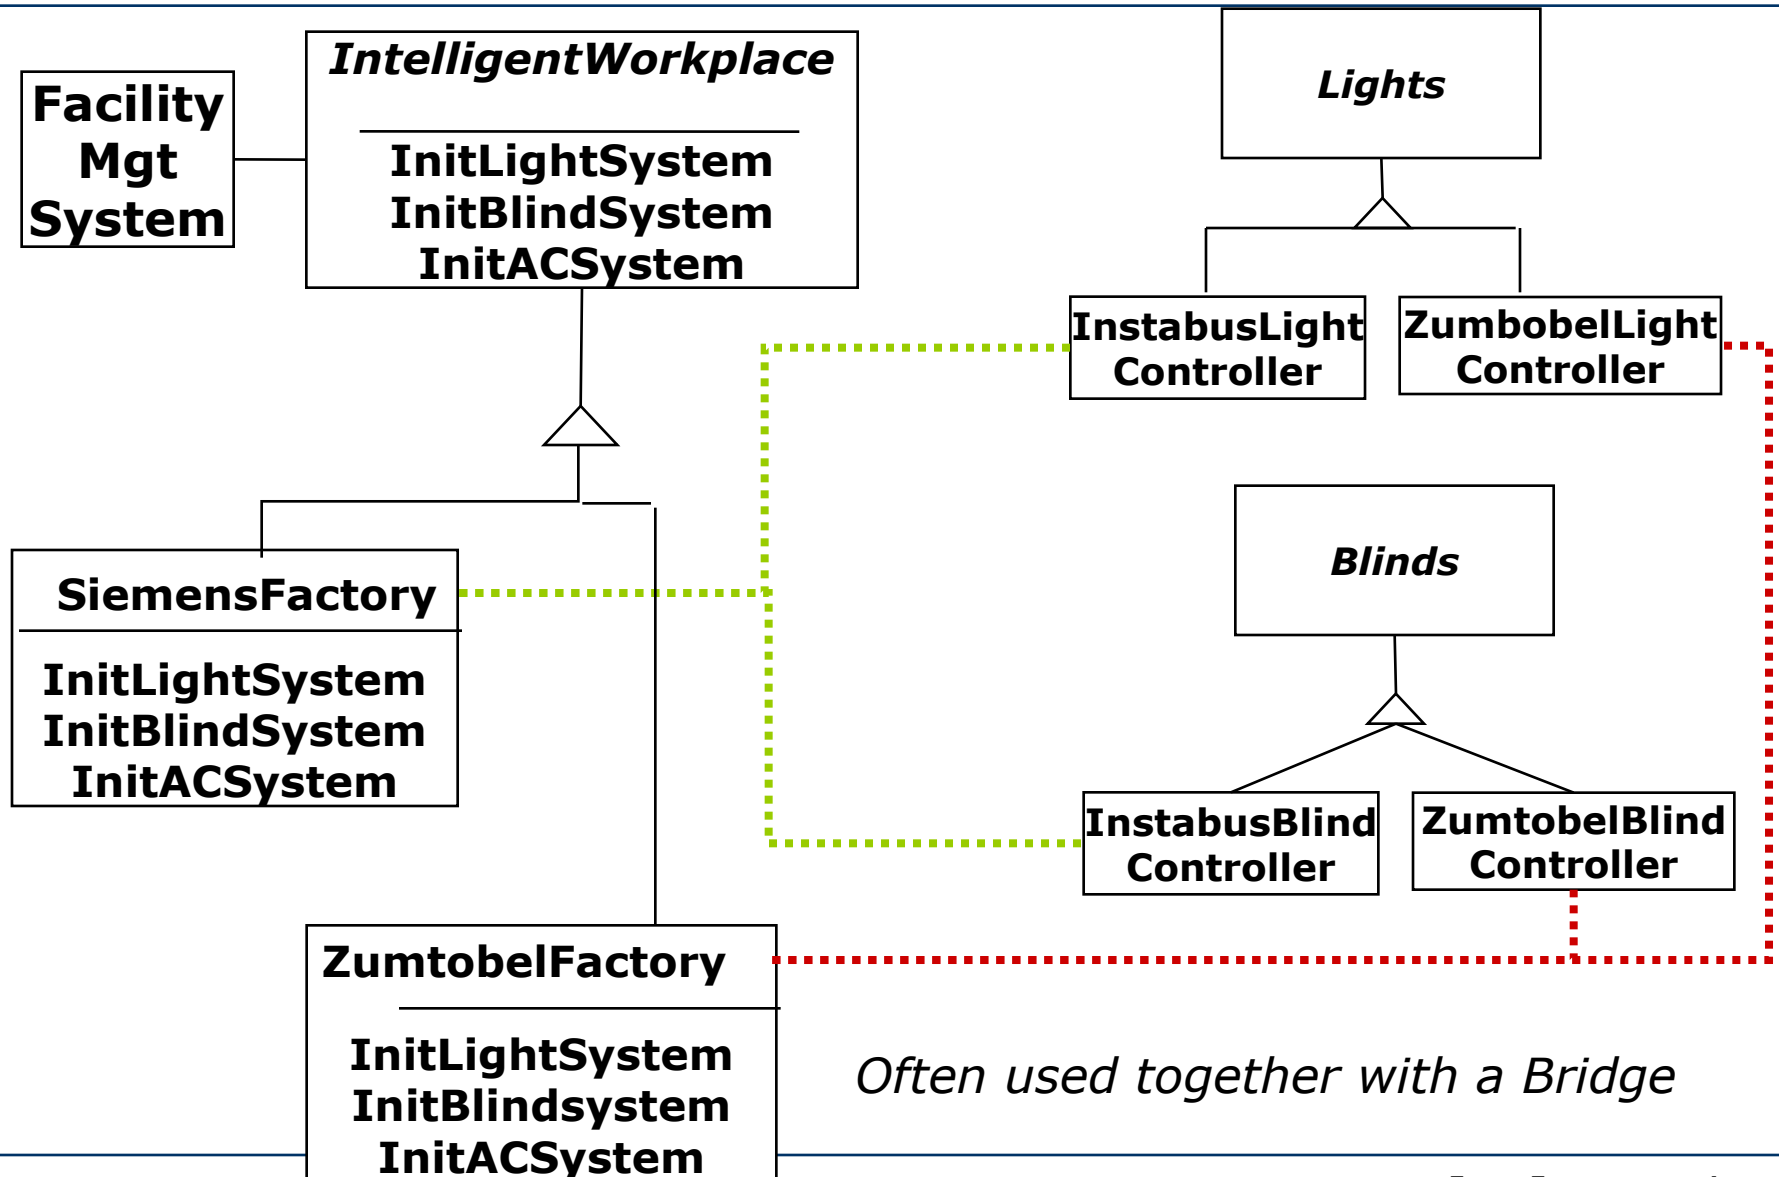 Facility
Mgt
System
IntelligentWorkplace
InitLightSystem
InitBlindSystem
InitACSystem
Lights
InstabusLight
Controller
ZumbobelLight
Controller
Blinds
InstabusBlind
Controller
ZumtobelBlind
Controller
SiemensFactory
InitLightSystem
InitBlindSystem
InitACSystem
ZumtobelFactory
InitLightSystem
InitBlindsystem
InitACSystem
Often used together with a Bridge